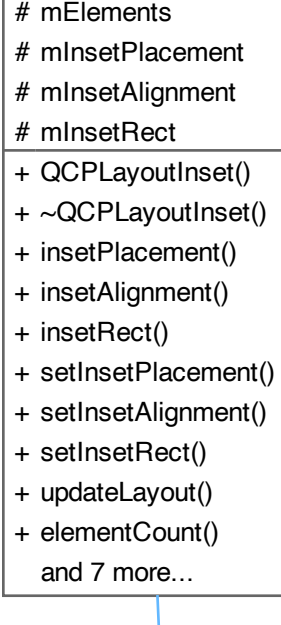 # mElements
# mInsetPlacement
# mInsetAlignment
# mInsetRect
+ QCPLayoutInset()
+ ~QCPLayoutInset()
+ insetPlacement()
+ insetAlignment()
+ insetRect()
+ setInsetPlacement()
+ setInsetAlignment()
+ setInsetRect()
+ updateLayout()
+ elementCount()
and 7 more...